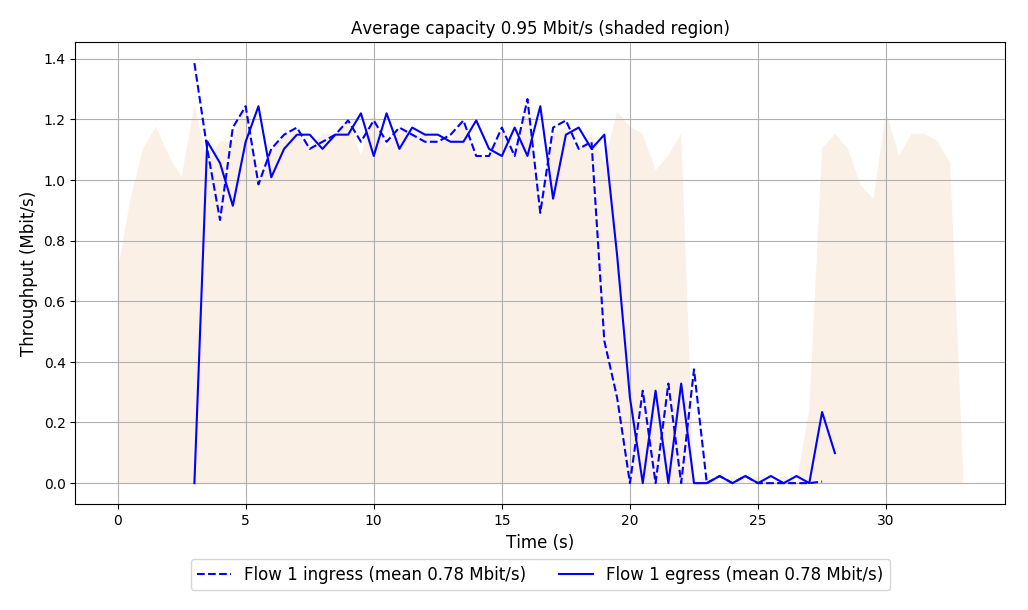 Average capacity 0.95 Mbit/s (shaded region)
Throughput (Mbit/s)
1.4
1.2
1.0
0.8
0.6
0.4
0.2
0.0
0 5 10 15 20 25 30
Time (s)
Flow 1 ingress (mean 0.78 Mbit/s) Flow 1 egress (mean 0.78 Mbit/s)